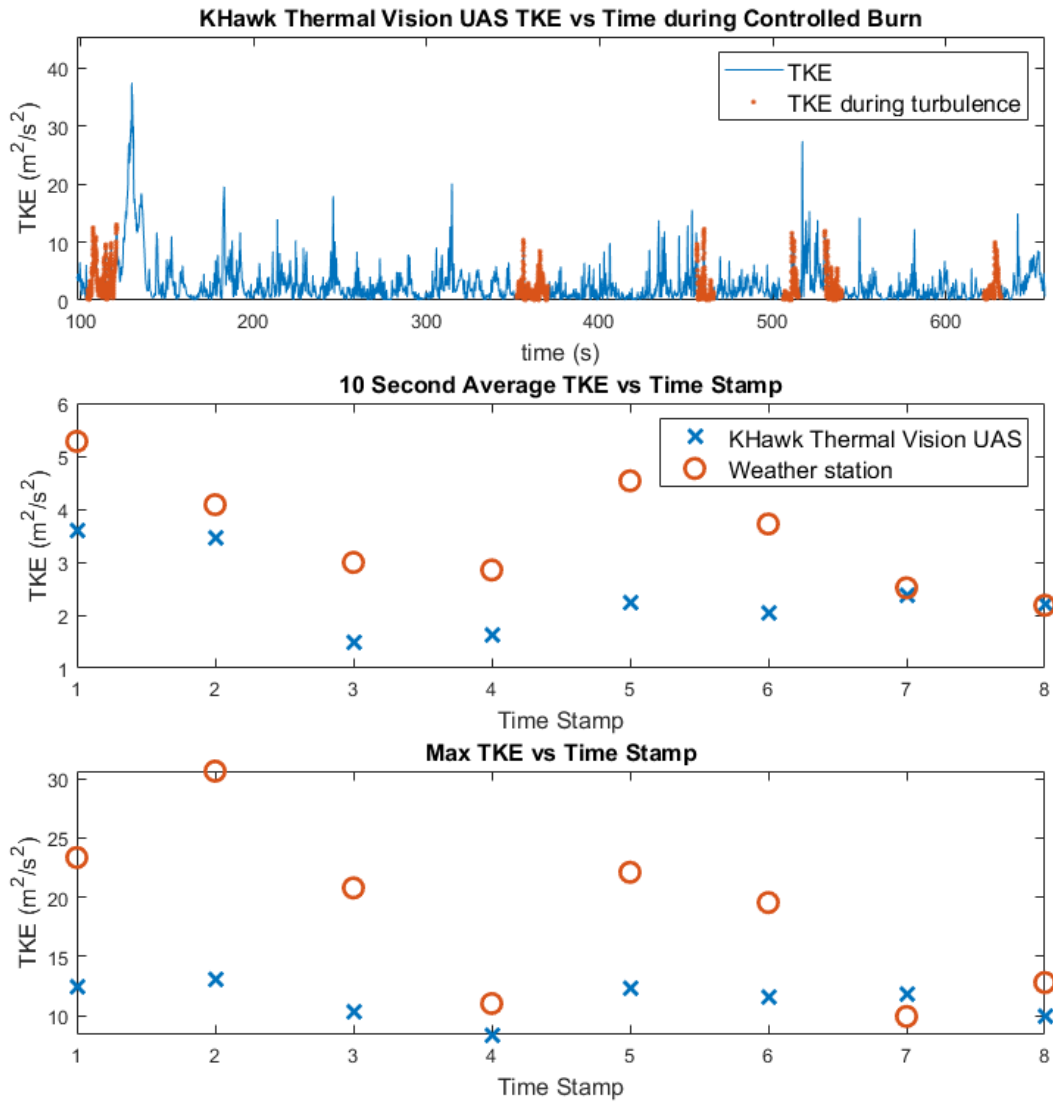 KHawk Thermal Vision UAS TKE vs Time during Controlled Burn
TKE (m²/s²)
40
30
20
10
0
TKE
TKE during turbulence
100 200 300 400 500 600
time (s)
10 Second Average TKE vs Time Stamp
TKE (m²/s²)
6
5
4
3
2
1
KHawk Thermal Vision UAS
Weather station
1 2 3 4 5 6 7 8
Time Stamp
Max TKE vs Time Stamp
TKE (m²/s²)
30
25
20
15
10
1 2 3 4 5 6 7 8
Time Stamp